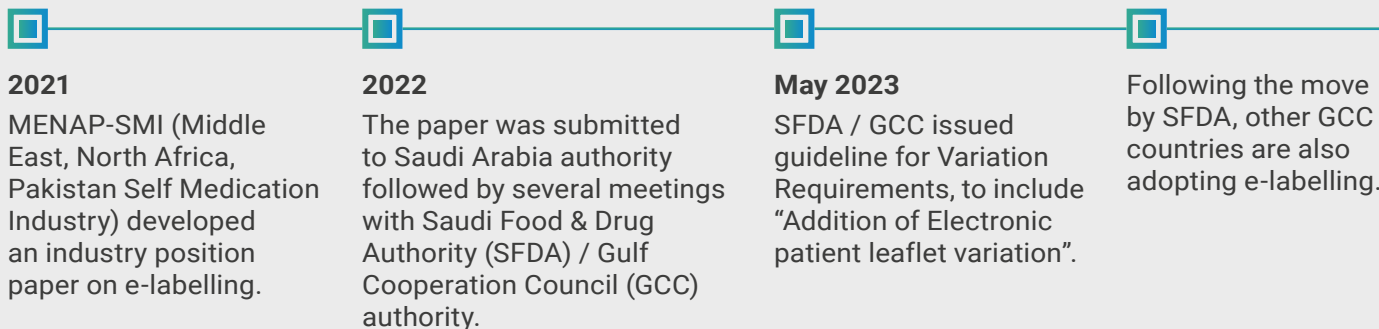 2021
MENAP-SMI (Middle
East, North Africa,
Pakistan Self Medication
Industry) developed
an industry position
paper on e-labelling.
2022
The paper was submitted
to Saudi Arabia authority
followed by several meetings
with Saudi Food & Drug
Authority (SFDA) / Gulf
Cooperation Council (GCC)
authority.
May 2023
SFDA / GCC issued
guideline for Variation
Requirements, to include
“Addition of Electronic
patient leaflet variation”.
Following the move
by SFDA, other GCC
countries are also
adopting e-labelling.